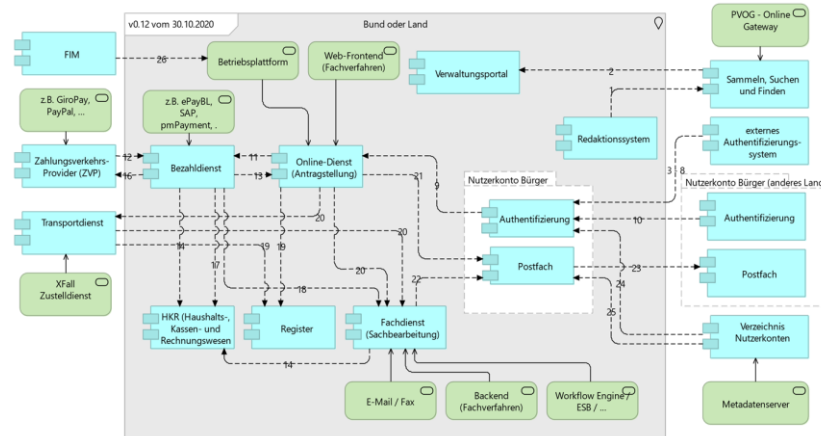 v0.12 vom 30.10.2020
Bund oder Land
PVOG - Online
Gateway
FIM
26
Betriebsplattform
Web-Frontend
(Fachverfahren)
Verwaltungsportal
2
Sammeln, Suchen
und Finden
z.B. GiroPay,
PayPal, ...
z.B. ePayBL,
SAP,
pmPayment, .
1
Redaktionssystem
externes
Authentifizierungs-
system
Zahlungsverkehrs-
Provider (ZVP)
12
16
Bezahldienst
11
13
Online-Dienst
(Antragstellung)
21
9
3
8
Nutzerkonto Bürger
Nutzerkonto Bürger (anderes Land
Transportdienst
20
20
Authentifizierung
10
Authentifizierung
14
17
19
19
20
18
22
Postfach
23
Postfach
24
25
XFall
Zustelldienst
HKR (Haushalts-,
Kassen- und
Rechnungswesen
Register
Fachdienst
(Sachbearbeitung)
Verzeichnis
Nutzerkonten
14
E-Mail / Fax
Backend
(Fachverfahren)
Workflow Engine /
ESB / ...
Metadatenserver